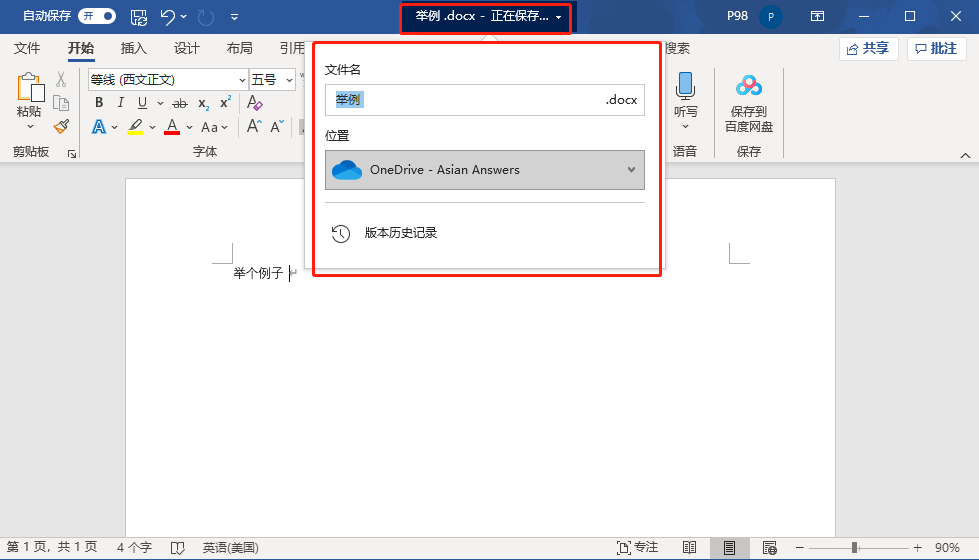 自动保存 开 举例 .docx - 正在保存... P98 P
文件 开始 插入 设计 布局 引用 搜索 共享 批注
等线 (西文正文) 五号
粘贴
B I U ab x₂ x² A
A A Aa A A
剪贴板 字体
听写 保存到
百度网盘
语音 保存
文件名
举例 .docx
位置
OneDrive - Asian Answers
版本历史记录
举个例子
第 1 页，共 1 页 4 个字 英语(美国) 专注 90%